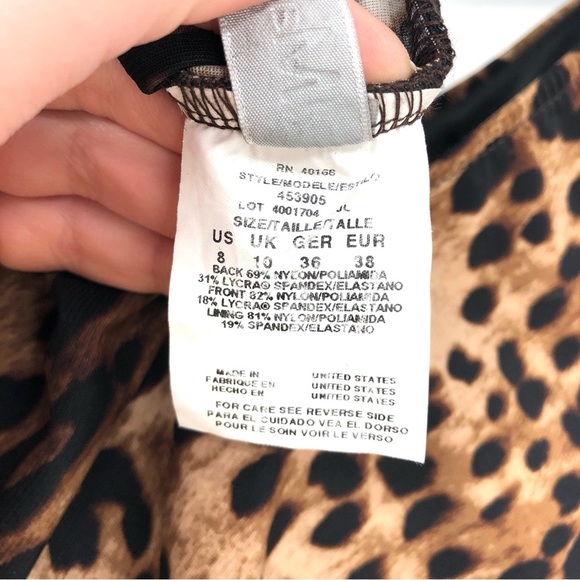 RN 40166
STYLE/MODELE/ESTILO
453905
LOT 4001704 JL
SIZE/TAILLE/TALLE
US UK GER EUR
8 10 36 38
BACK 69% NYLON/POLIAMIDA
31% LYCRA® SPANDEX/ELASTANO
FRONT 82% NYLON/POLIAMIDA
18% LYCRA® SPANDEX/ELASTANO
LINING 81% NYLON/POLIAMIDA
19% SPANDEX/ELASTANO
MADE IN UNITED STATES
FABRIQUE EN UNITED STATES
HECHO EN UNITED STATES
FOR CARE SEE REVERSE SIDE
PARA EL CUIDADO VEA EL DORSO
POUR LE SOIN VOIR LE VERSO